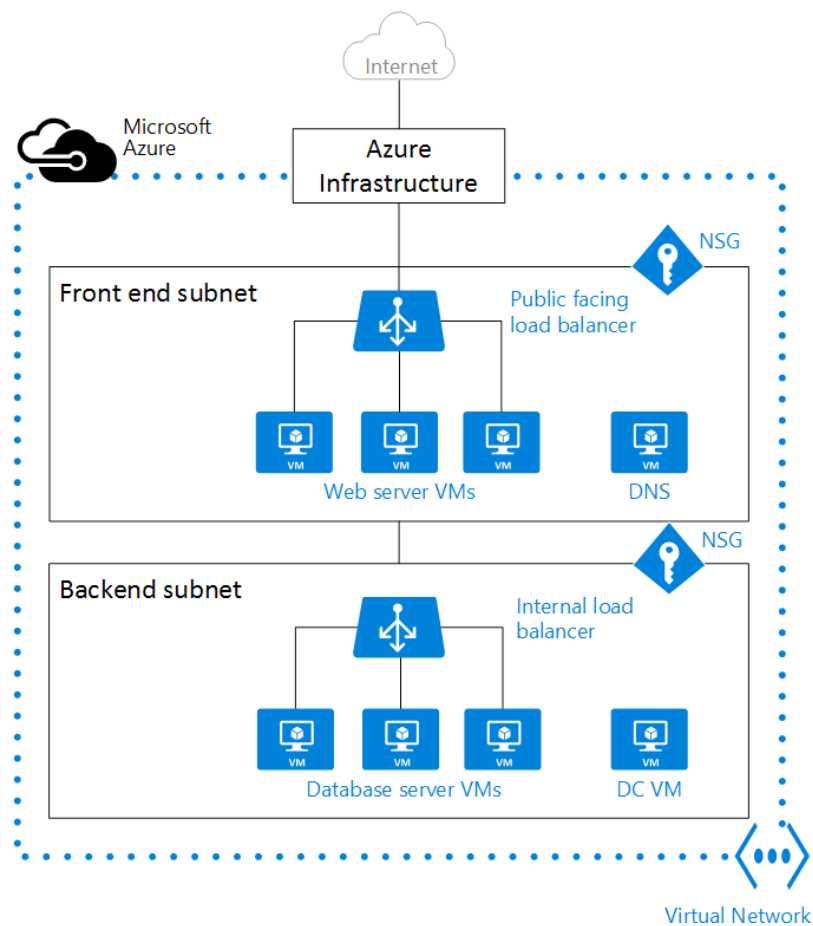 Internet
Microsoft
Azure
Azure
Infrastructure
NSG
Front end subnet
Public facing
load balancer
VM
VM
VM
VM
Web server VMs
DNS
NSG
Backend subnet
Internal load
balancer
VM
VM
VM
VM
Database server VMs
DC VM
Virtual Network